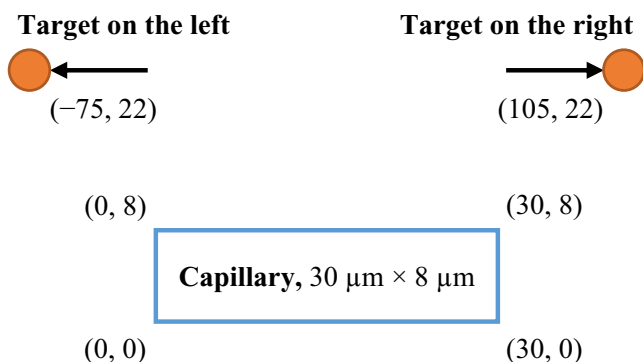 Target on the left
Target on the right
(−75, 22)
(105, 22)
(0, 8)
(30, 8)
Capillary, 30 µm × 8 µm
(0, 0)
(30, 0)